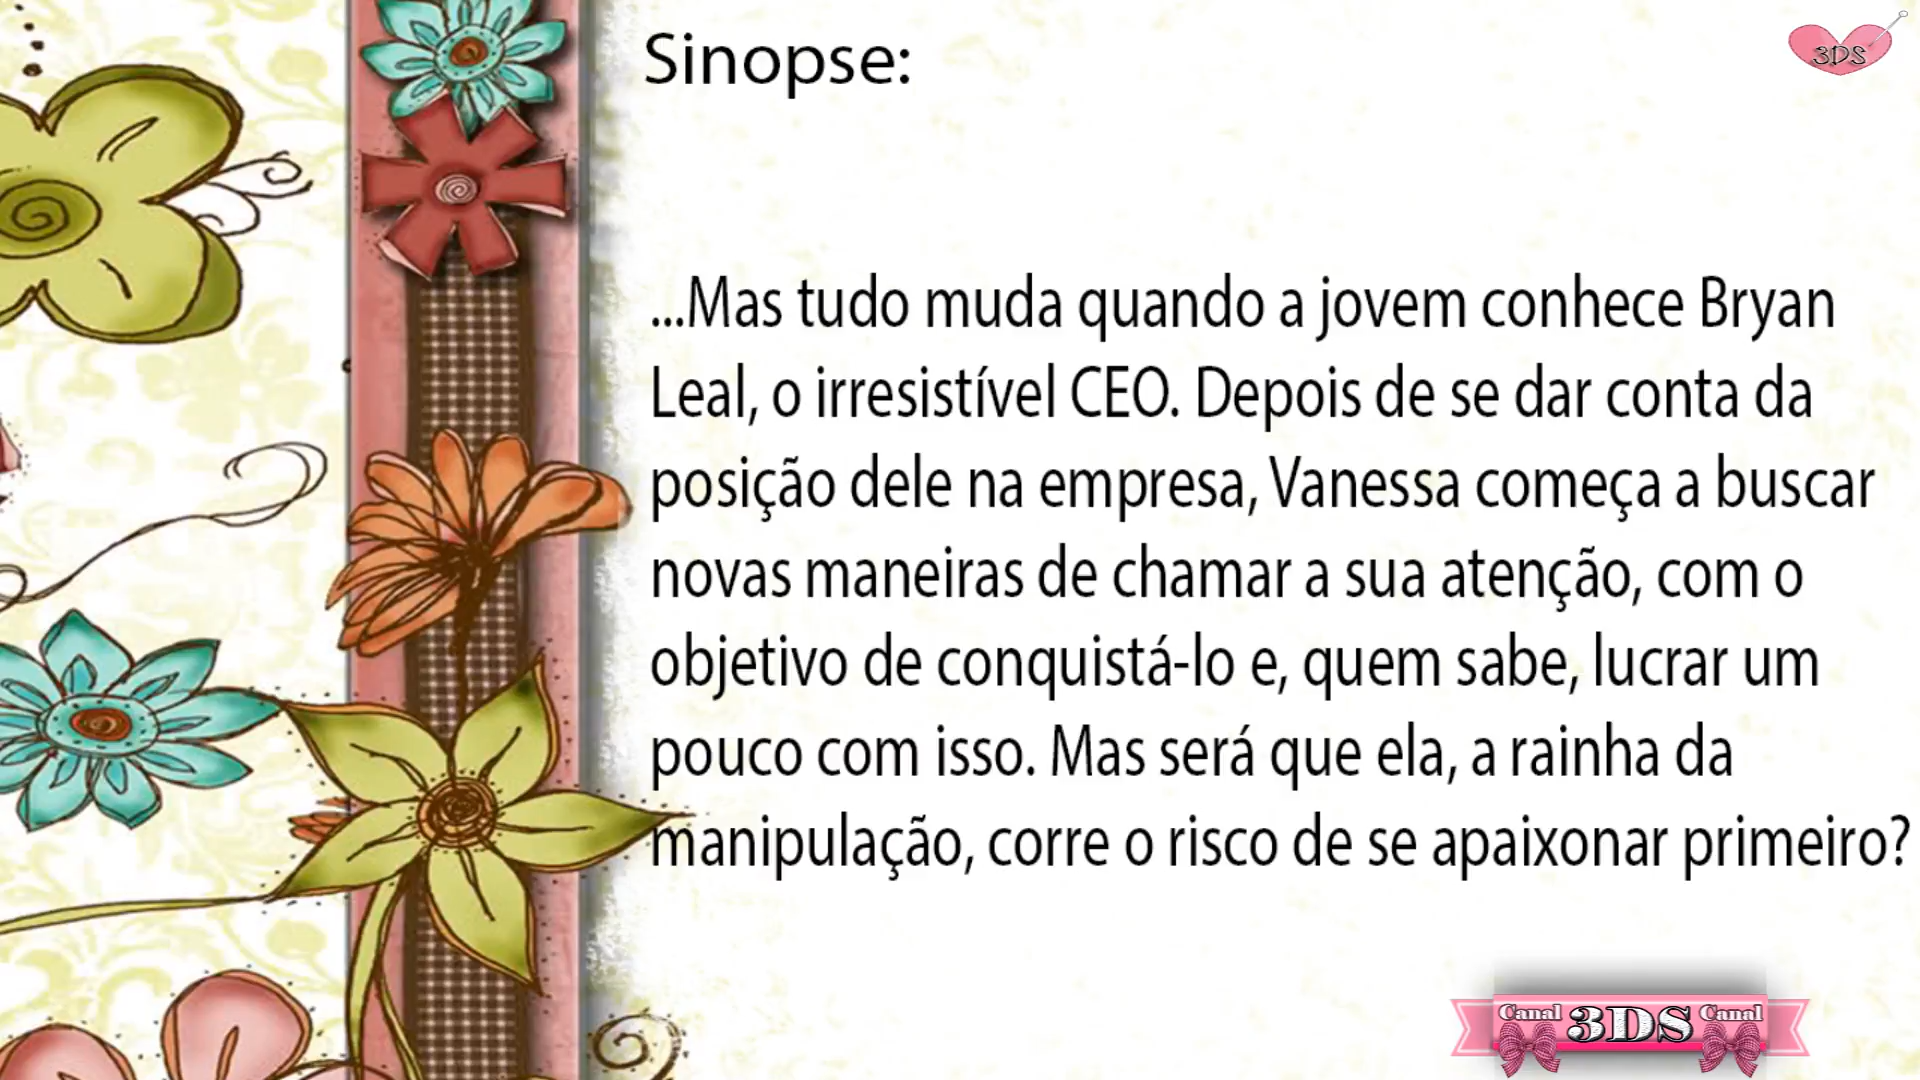 Sinopse:
3DS
...Mas tudo muda quando a jovem conhece Bryan
Leal, o irresistível CEO. Depois de se dar conta da
posição dele na empresa, Vanessa começa a buscar
novas maneiras de chamar a sua atenção, com o
objetivo de conquistá-lo e, quem sabe, lucrar um
pouco com isso. Mas será que ela, a rainha da
manipulação, corre o risco de se apaixonar primeiro?
Canal 3DS Canal